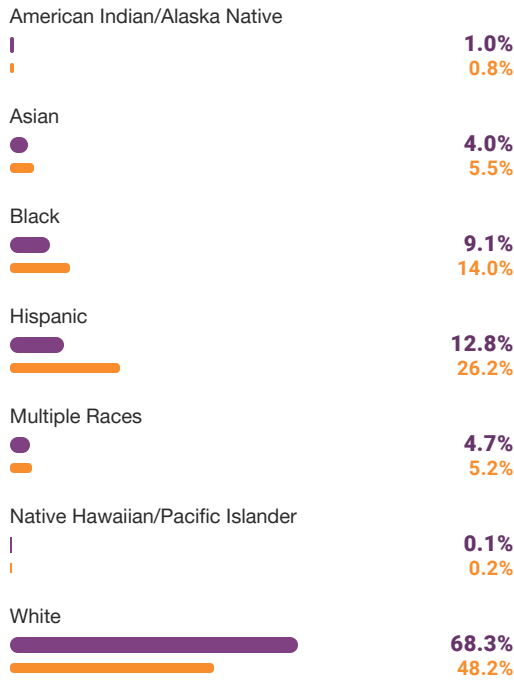 American Indian/Alaska Native
1.0%
0.8%
Asian
4.0%
5.5%
Black
9.1%
14.0%
Hispanic
12.8%
26.2%
Multiple Races
4.7%
5.2%
Native Hawaiian/Pacific Islander
0.1%
0.2%
White
68.3%
48.2%